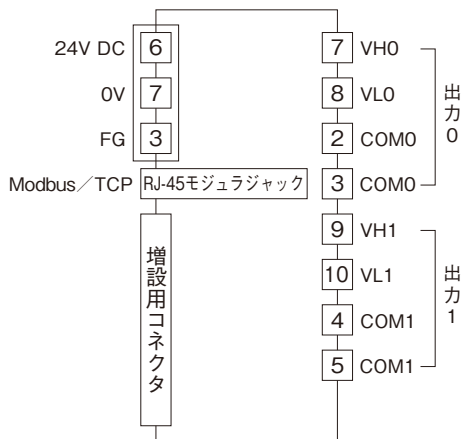 24V DC 6
0V 7
FG 3
Modbus／TCP RJ-45モジュラジャック
増設用コネクタ
7 VH0
8 VL0
2 COM0
3 COM0
出力0
9 VH1
10 VL1
4 COM1
5 COM1
出力1